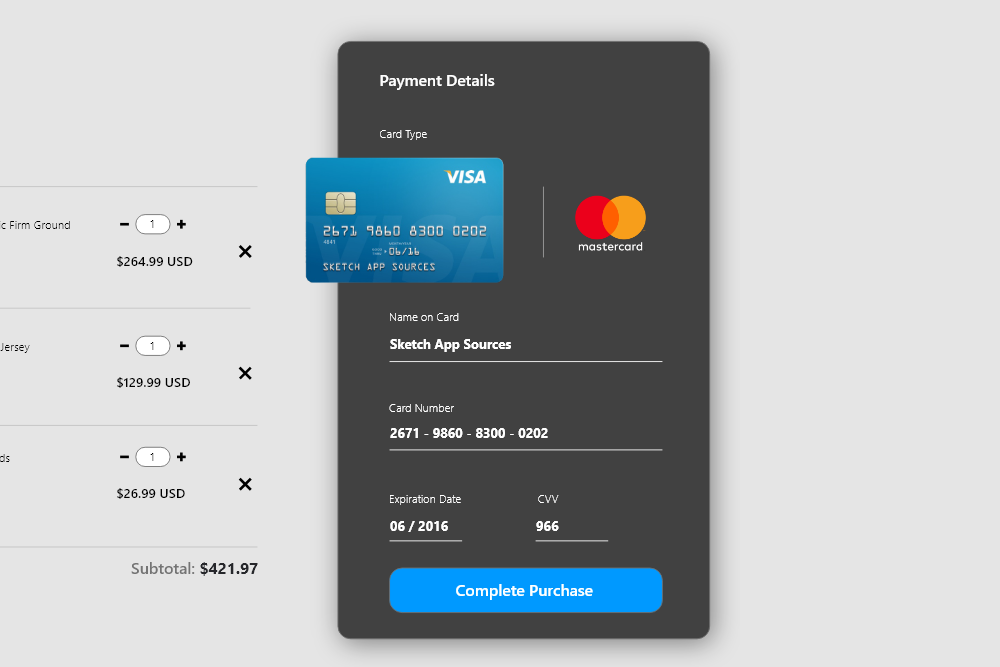 c Firm Ground
1
$264.99 USD
Jersey
1
$129.99 USD
ds
1
$26.99 USD
Subtotal: $421.97
Payment Details
Card Type
VISA
2671 9860 8300 0202
06/16
SKETCH APP SOURCES
mastercard
Name on Card
Sketch App Sources
Card Number
2671 - 9860 - 8300 - 0202
Expiration Date
CVV
06 / 2016
966
Complete Purchase